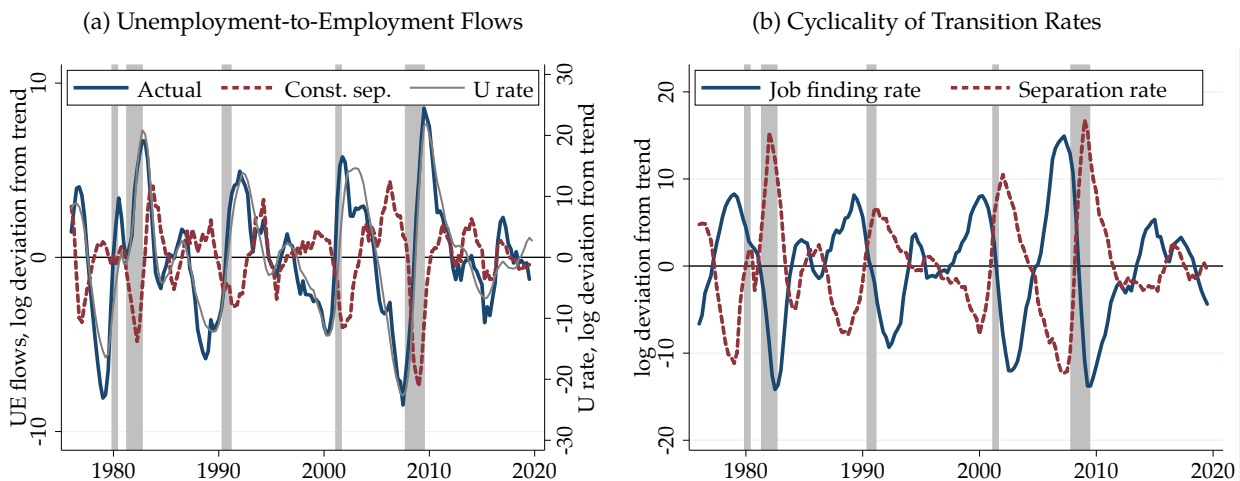 (a) Unemployment-to-Employment Flows
Actual Const. sep. U rate
UE flows, log deviation from trend
10
0
-10
U rate, log deviation from trend
30
20
10
0
-10
-20
-30
1980 1990 2000 2010 2020
(b) Cyclicality of Transition Rates
Job finding rate Separation rate
log deviation from trend
20
10
0
-10
-20
1980 1990 2000 2010 2020